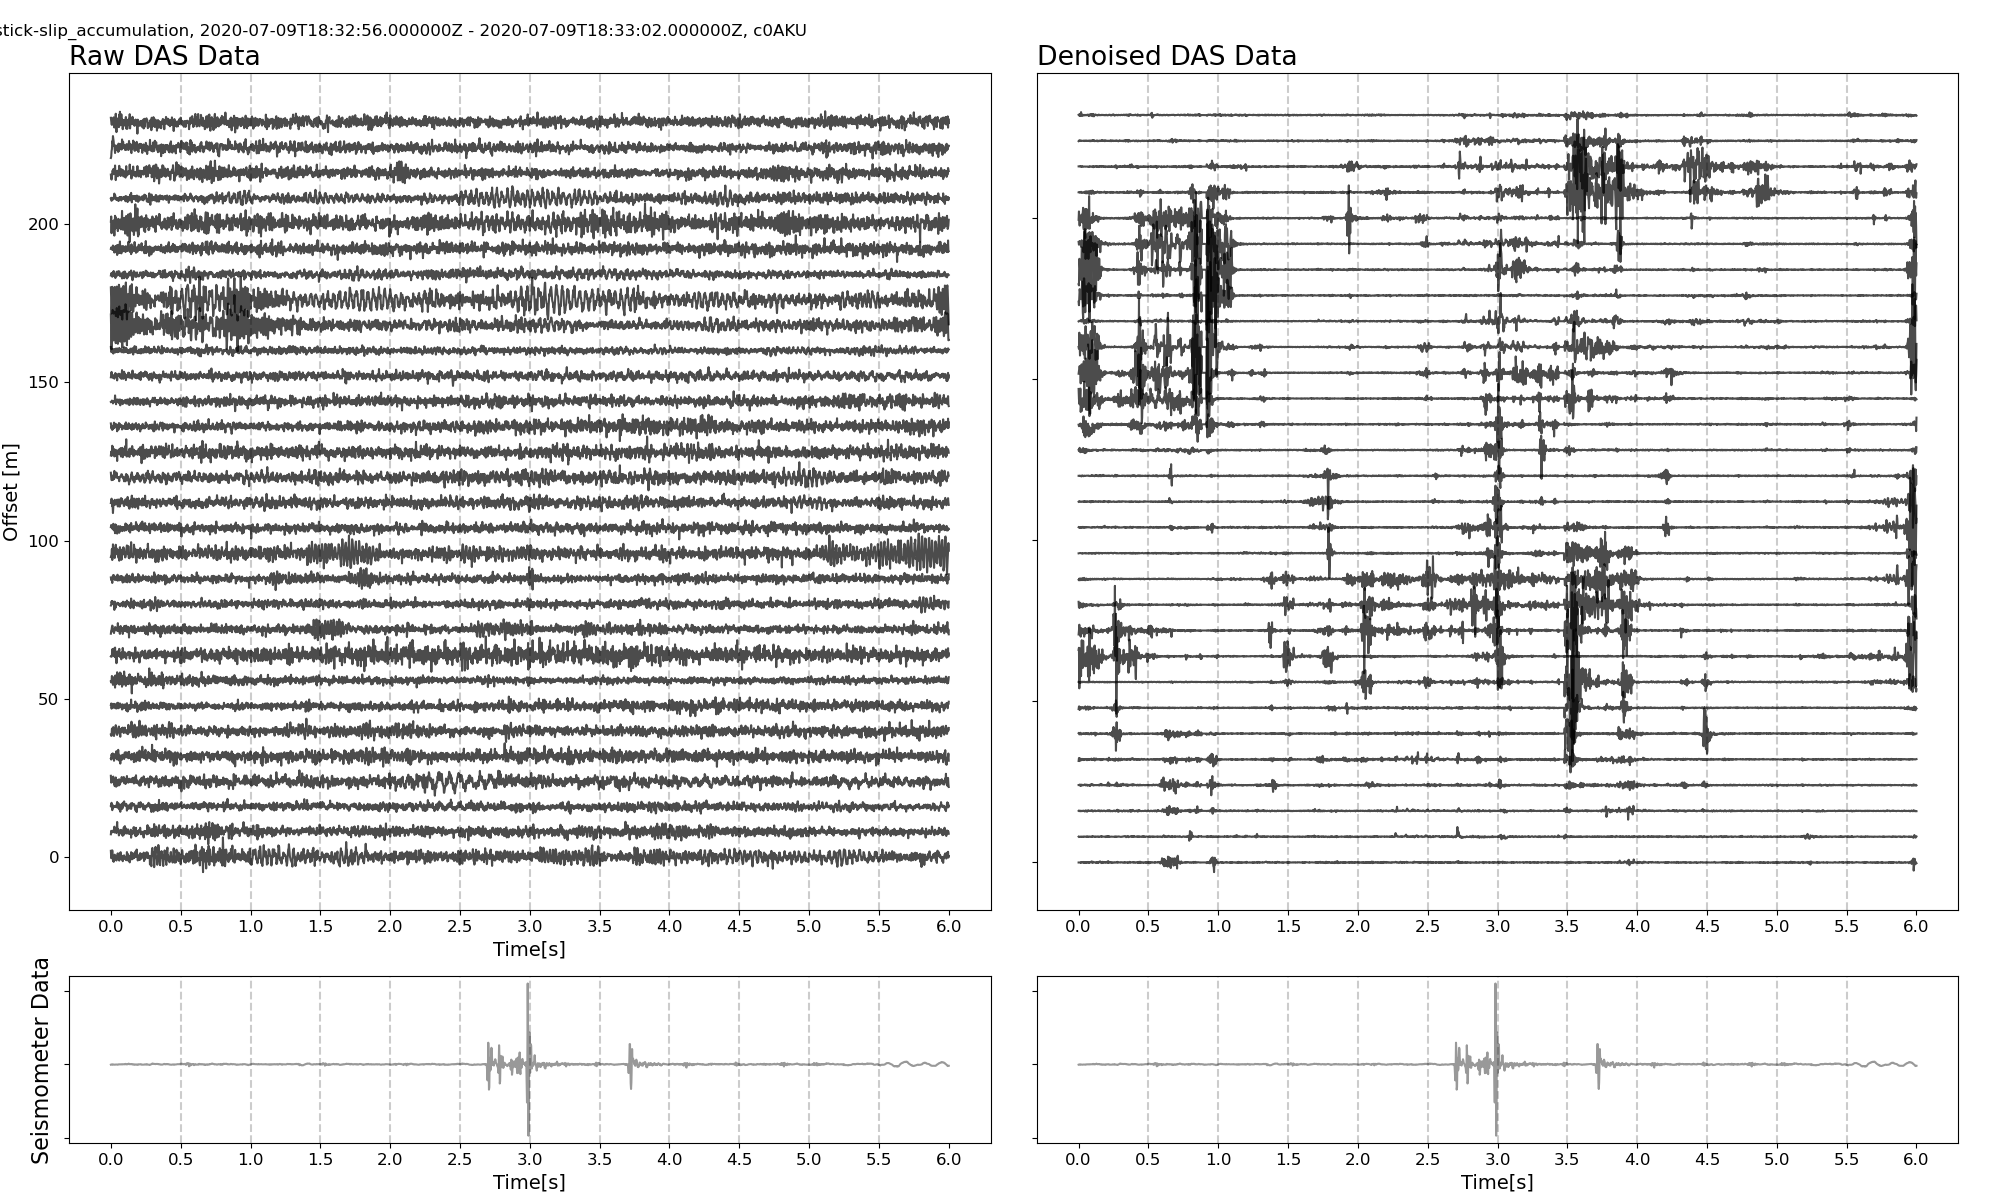 stick-slip_accumulation, 2020-07-09T18:32:56.000000Z - 2020-07-09T18:33:02.000000Z, c0AKU
Raw DAS Data
Denoised DAS Data
Offset [m]
200
150
100
50
0
0.0 0.5 1.0 1.5 2.0 2.5 3.0 3.5 4.0 4.5 5.0 5.5 6.0
Time[s]
0.0 0.5 1.0 1.5 2.0 2.5 3.0 3.5 4.0 4.5 5.0 5.5 6.0
Seismometer Data
0.0 0.5 1.0 1.5 2.0 2.5 3.0 3.5 4.0 4.5 5.0 5.5 6.0
Time[s]
0.0 0.5 1.0 1.5 2.0 2.5 3.0 3.5 4.0 4.5 5.0 5.5 6.0
Time[s]